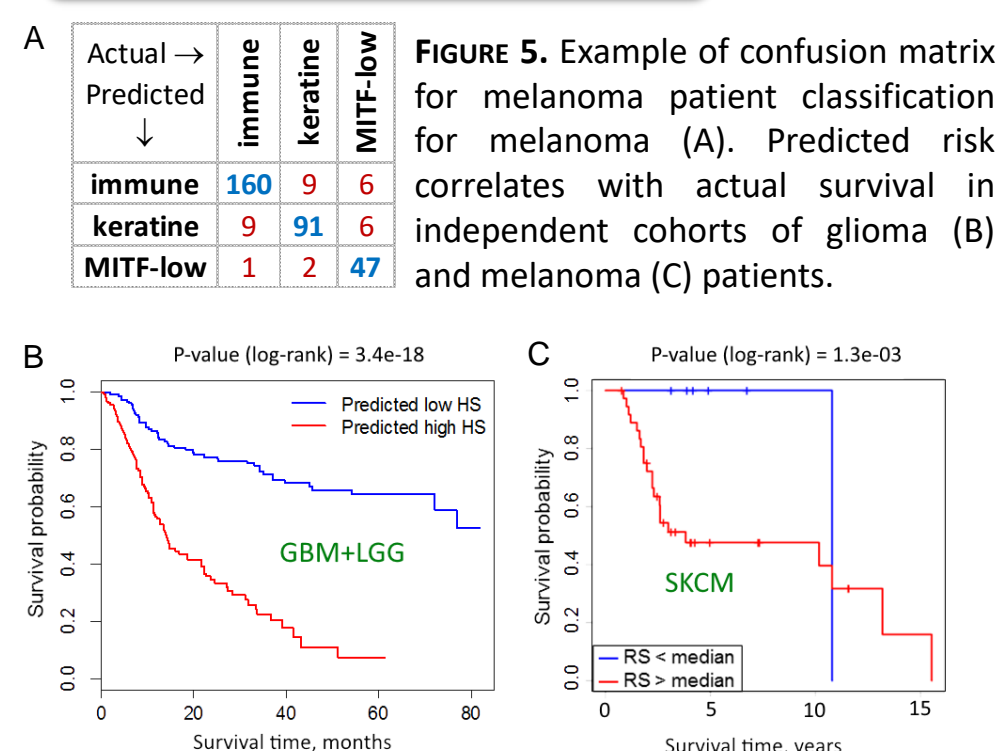 A
Actual →
Predicted
↓
immune
keratine
MITF-low
immune 160 9 6
keratine 9 91 6
MITF-low 1 2 47
FIGURE 5. Example of confusion matrix
for melanoma patient classification
for melanoma (A). Predicted risk
correlates with actual survival in
independent cohorts of glioma (B)
and melanoma (C) patients.
B
P-value (log-rank) = 3.4e-18
Survival probability
1.0
0.8
0.6
0.4
0.2
0.0
Predicted low HS
Predicted high HS
GBM+LGG
0 20 40 60 80
Survival time, months
C
P-value (log-rank) = 1.3e-03
Survival probability
1.0
0.8
0.6
0.4
0.2
0.0
SKCM
RS < median
RS > median
0 5 10 15
Survival time, years